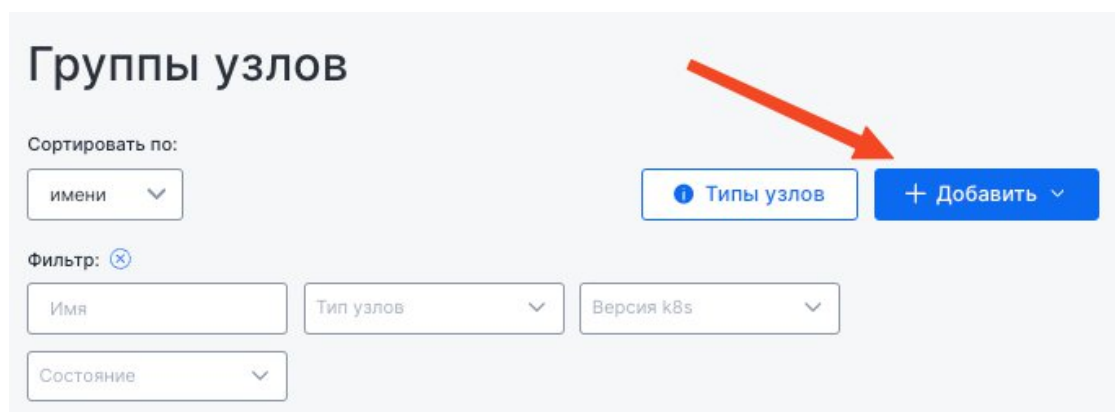 Группы узлов
Сортировать по:
имени
Типы узлов
+ Добавить
Фильтр:
Имя
Тип узлов
Версия k8s
Состояние